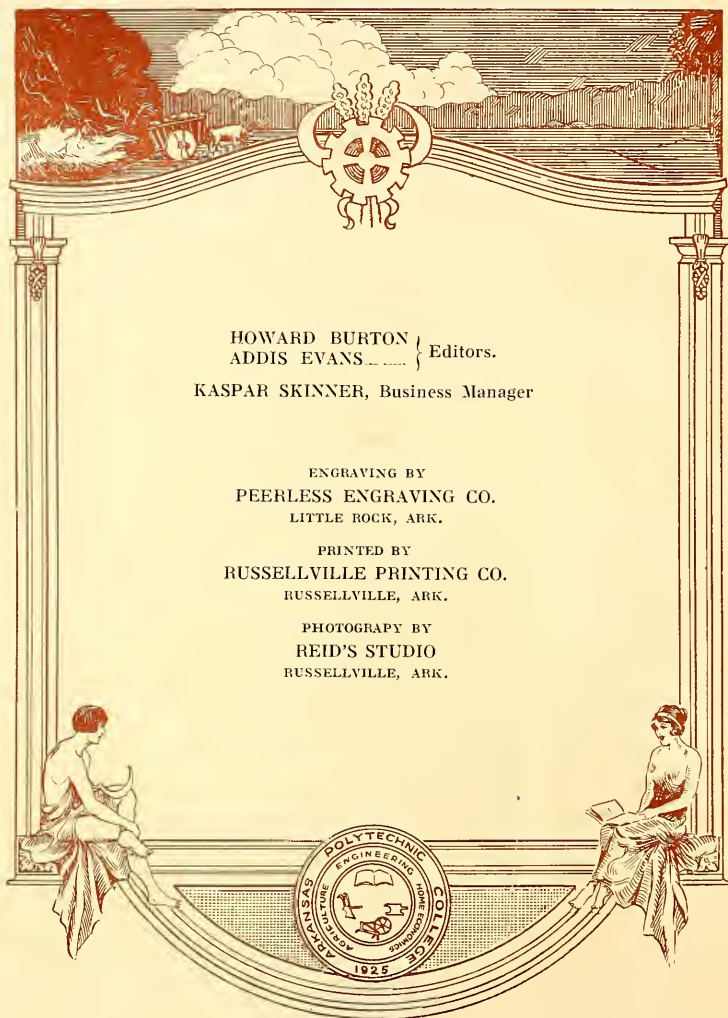 HOWARD BURTON
ADDIS EVANS
Editors.
KASPAR SKINNER, Business Manager
ENGRAVING BY
PEERLESS ENGRAVING CO.
LITTLE ROCK, ARK.
PRINTED BY
RUSSELLVILLE PRINTING CO.
RUSSELLVILLE, ARK.
PHOTOGRAPY BY
REID'S STUDIO
RUSSELLVILLE, ARK.
ARKANSAS POLYTECHNIC COLLEGE
AGRICULTURE ENGINEERING HOME ECONOMICS
1925